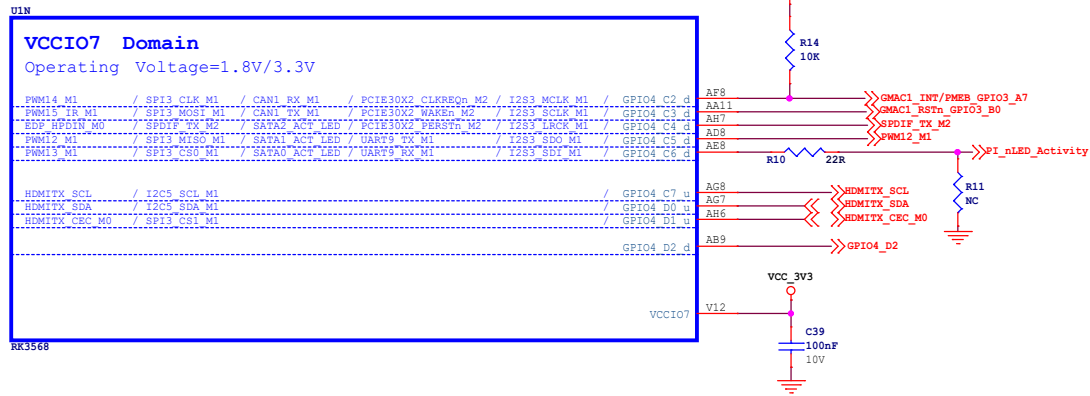 U1N
VCCIO7 Domain
Operating Voltage=1.8V/3.3V
R14
10K
PWM14_M1 / SPI3_CLK_M1 / CAN1_RX_M1 / PCIE30X2_CLKREQn_M2 / I2S3_MCLK_M1 / GPIO4_C2_d AF8 GMAC1_INT/PMEB_GPIO3_A7
PWM15_IR_M1 / SPI3_MOSI_M1 / CAN1_TX_M1 / PCIE30X2_WAKEn_M2 / I2S3_SCLK_M1 / GPIO4_C3_d AA11 GMAC1_RSTn_GPIO3_B0
EDP_HPDIN_M0 / SPDIF_TX_M2 / SATA2_ACT_LED / PCIE30X2_PERSTn_M2 / I2S3_LRCK_M1 / GPIO4_C4_d AH7 SPDIF_TX_M2
PWM12_M1 / SPI3_MISO_M1 / SATA1_ACT_LED / UART9_TX_M1 / I2S3_SDO_M1 / GPIO4_C5_d AD8 PWM12_M1
PWM13_M1 / SPI3_CS0_M1 / SATA0_ACT_LED / UART9_RX_M1 / I2S3_SDI_M1 / GPIO4_C6_d AE8 PI_nLED_Activity
R10 22R
R11
NC
HDMITX_SCL / I2C5_SCL_M1 / GPIO4_C7_u AG8 HDMITX_SCL
HDMITX_SDA / I2C5_SDA_M1 / GPIO4_D0_u AG7 HDMITX_SDA
HDMITX_CEC_M0 / SPI3_CS1_M1 / GPIO4_D1_u AH6 HDMITX_CEC_M0
GPIO4_D2_d AB9 GPIO4_D2
VCC_3V3
VCCIO7 V12
C39
100nF
10V
RK3568